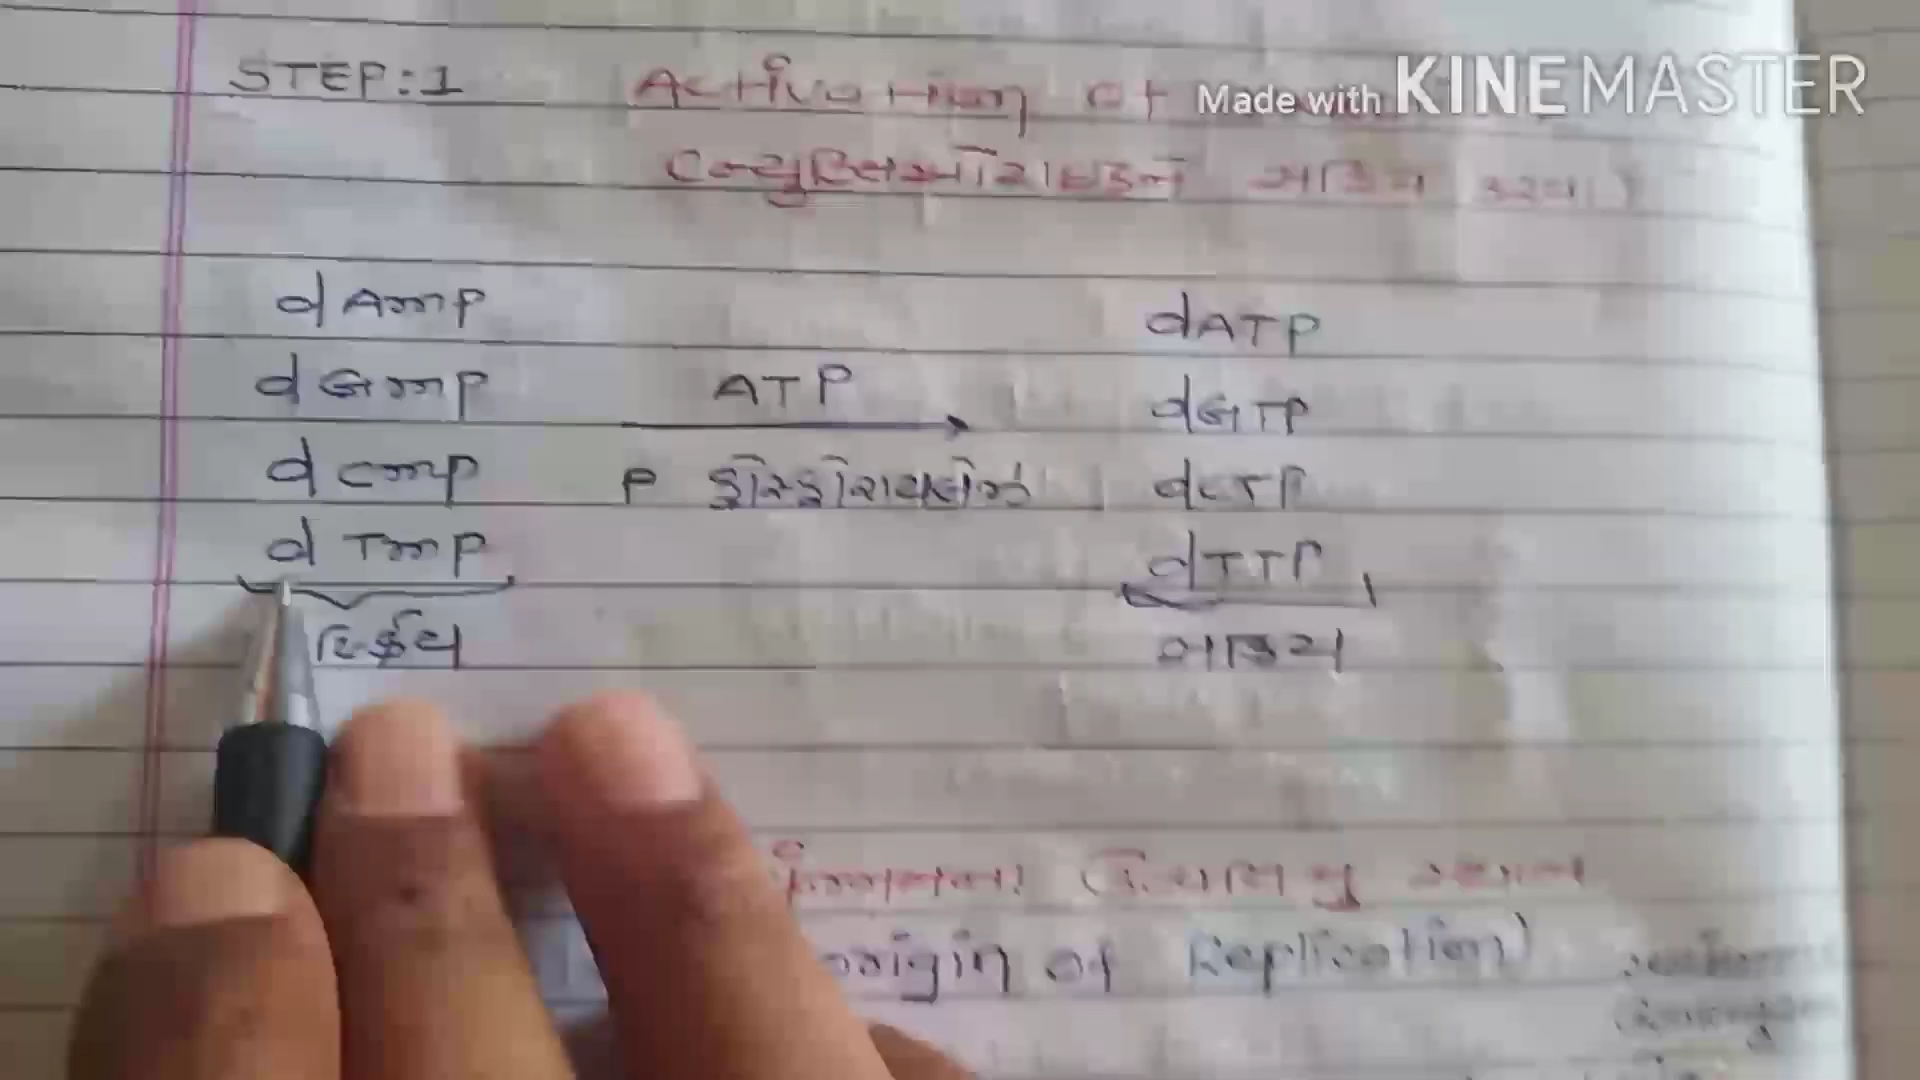 STEP:1 Activation of
Made with KINEMASTER
(ન્યુક્લિઓસાઇડને સક્રિય કરવા)
dAMP dATP
dGMP ATP dGTP
dCMP P ફોસ્ફોરાયલેઝ dCTP
dTMP dTTP
સક્રિય
નું સ્થાન
origin of Replication)